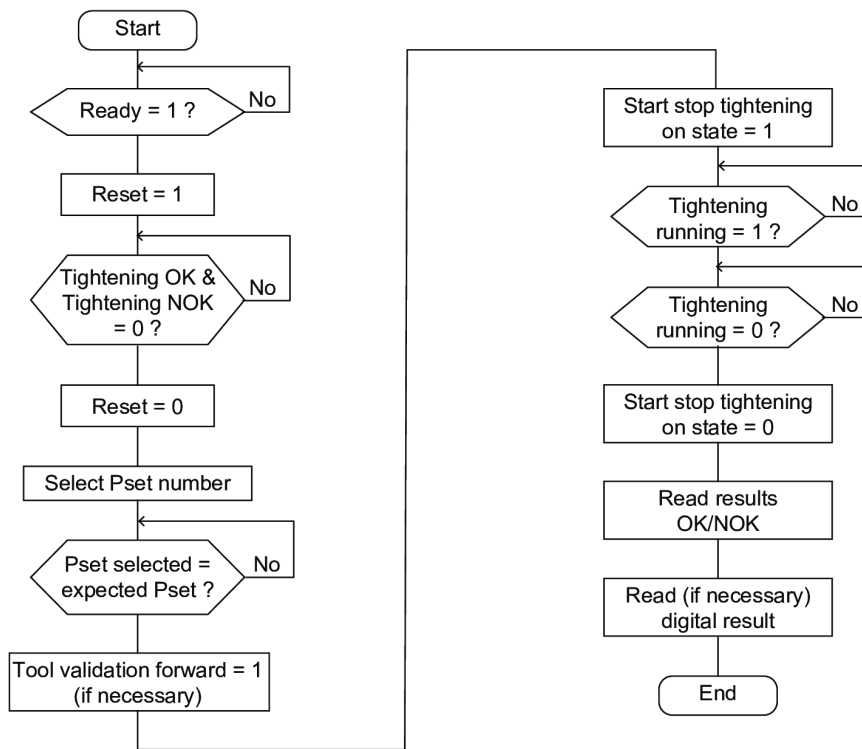 Start
Ready = 1 ?
No
Reset = 1
Tightening OK &
Tightening NOK
= 0 ?
No
Reset = 0
Select Pset number
Pset selected =
expected Pset ?
No
Tool validation forward = 1
(if necessary)
Start stop tightening
on state = 1
Tightening
running = 1 ?
No
Tightening
running = 0 ?
No
Start stop tightening
on state = 0
Read results
OK/NOK
Read (if necessary)
digital result
End